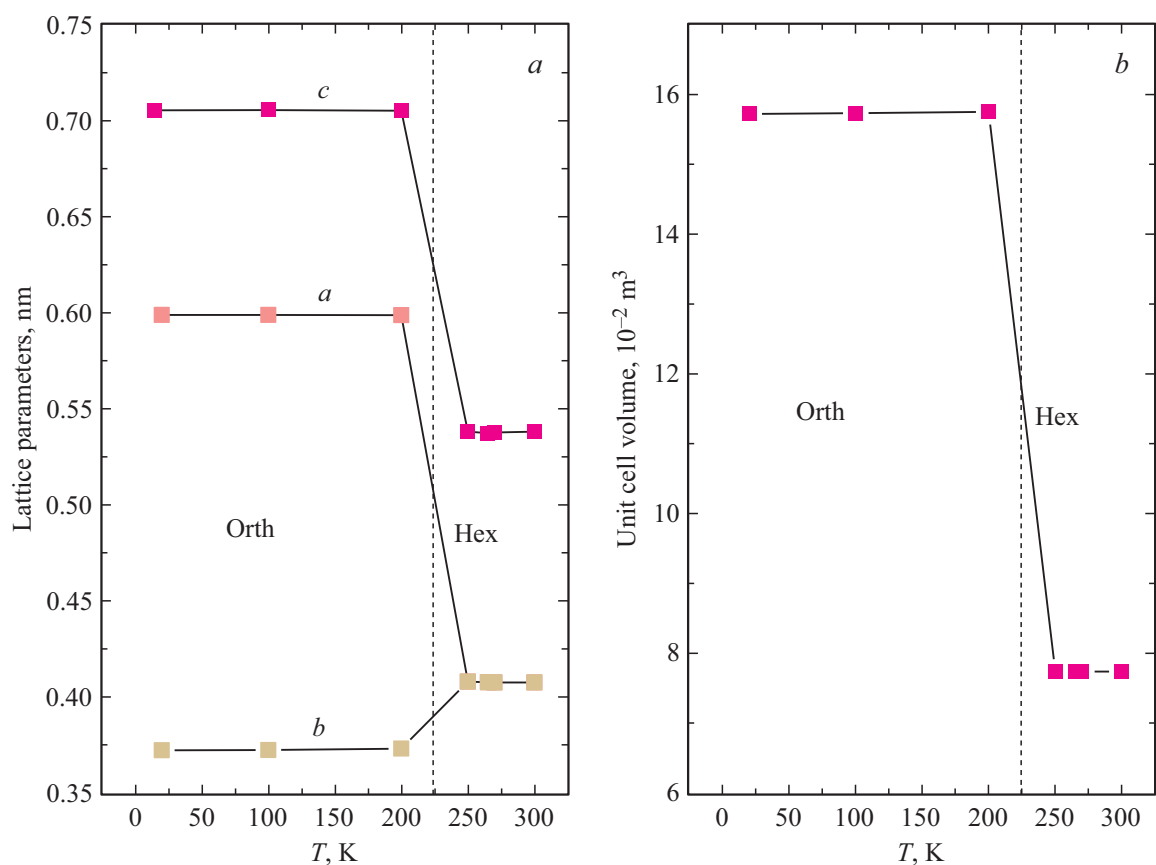 a
0.75
0.70
0.65
0.60
0.55
0.50
0.45
0.40
0.35
Lattice parameters, nm
c
a
b
Orth
Hex
0 50 100 150 200 250 300
T, K
b
16
14
12
10
8
6
Unit cell volume, 10⁻² m³
Orth
Hex
0 50 100 150 200 250 300
T, K